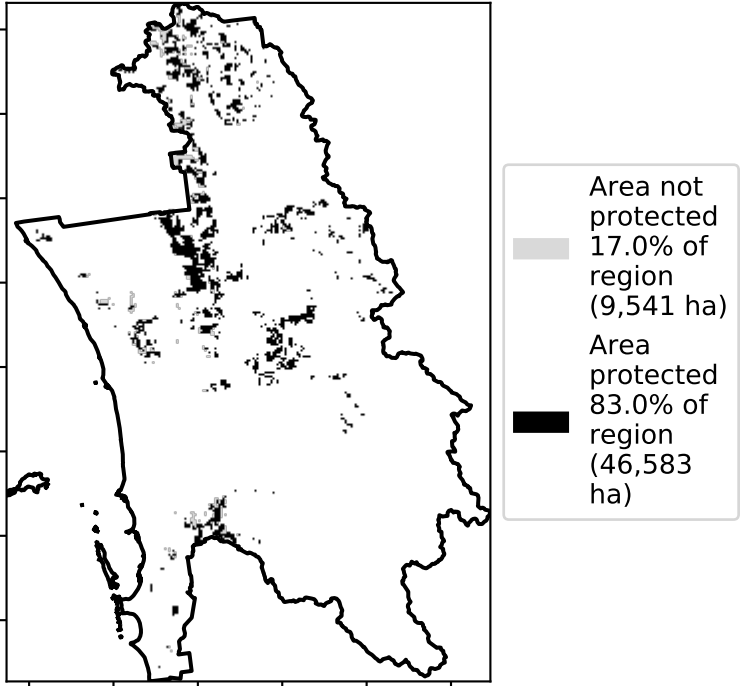 Area not
protected
17.0% of
region
(9,541 ha)
Area
protected
83.0% of
region
(46,583
ha)